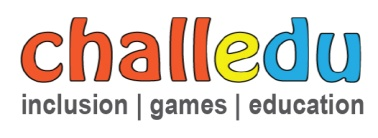 challedu
inclusion | games | education